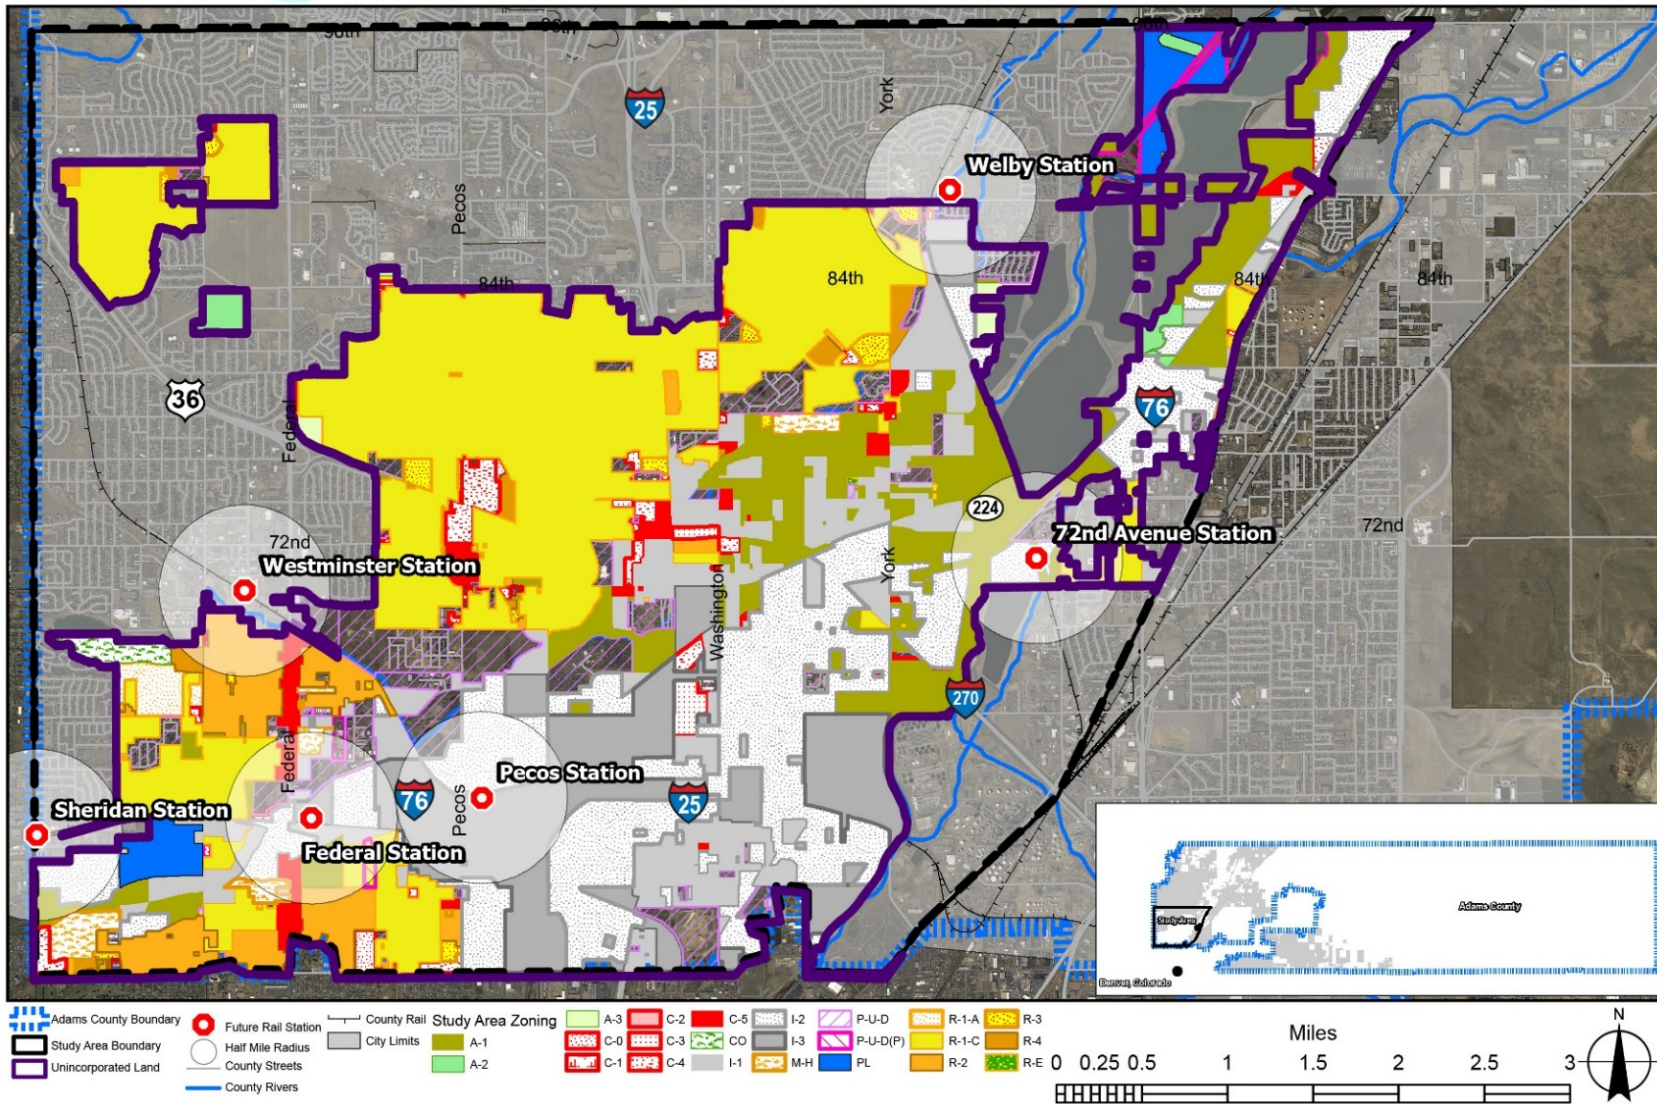 96th
96th
96th
25
York
Welby Station
Pecos
84th
84th
84th
84th
36
Federal
76
224
72nd Avenue Station
72nd
72nd
Westminster Station
York
Washington
270
Federal
Pecos Station
76
Pecos
25
Sheridan Station
Federal Station
Study Area
Adams County
Denver, Colorado
Adams County Boundary
Study Area Boundary
Unincorporated Land
Future Rail Station
Half Mile Radius
County Streets
County Rivers
County Rail
City Limits
Study Area Zoning
A-1
A-2
A-3
C-0
C-1
C-2
C-3
C-4
C-5
CO
I-1
I-2
I-3
M-H
P-U-D
P-U-D(P)
PL
R-1-A
R-1-C
R-2
R-3
R-4
R-E
Miles
0 0.25 0.5 1 1.5 2 2.5 3
N